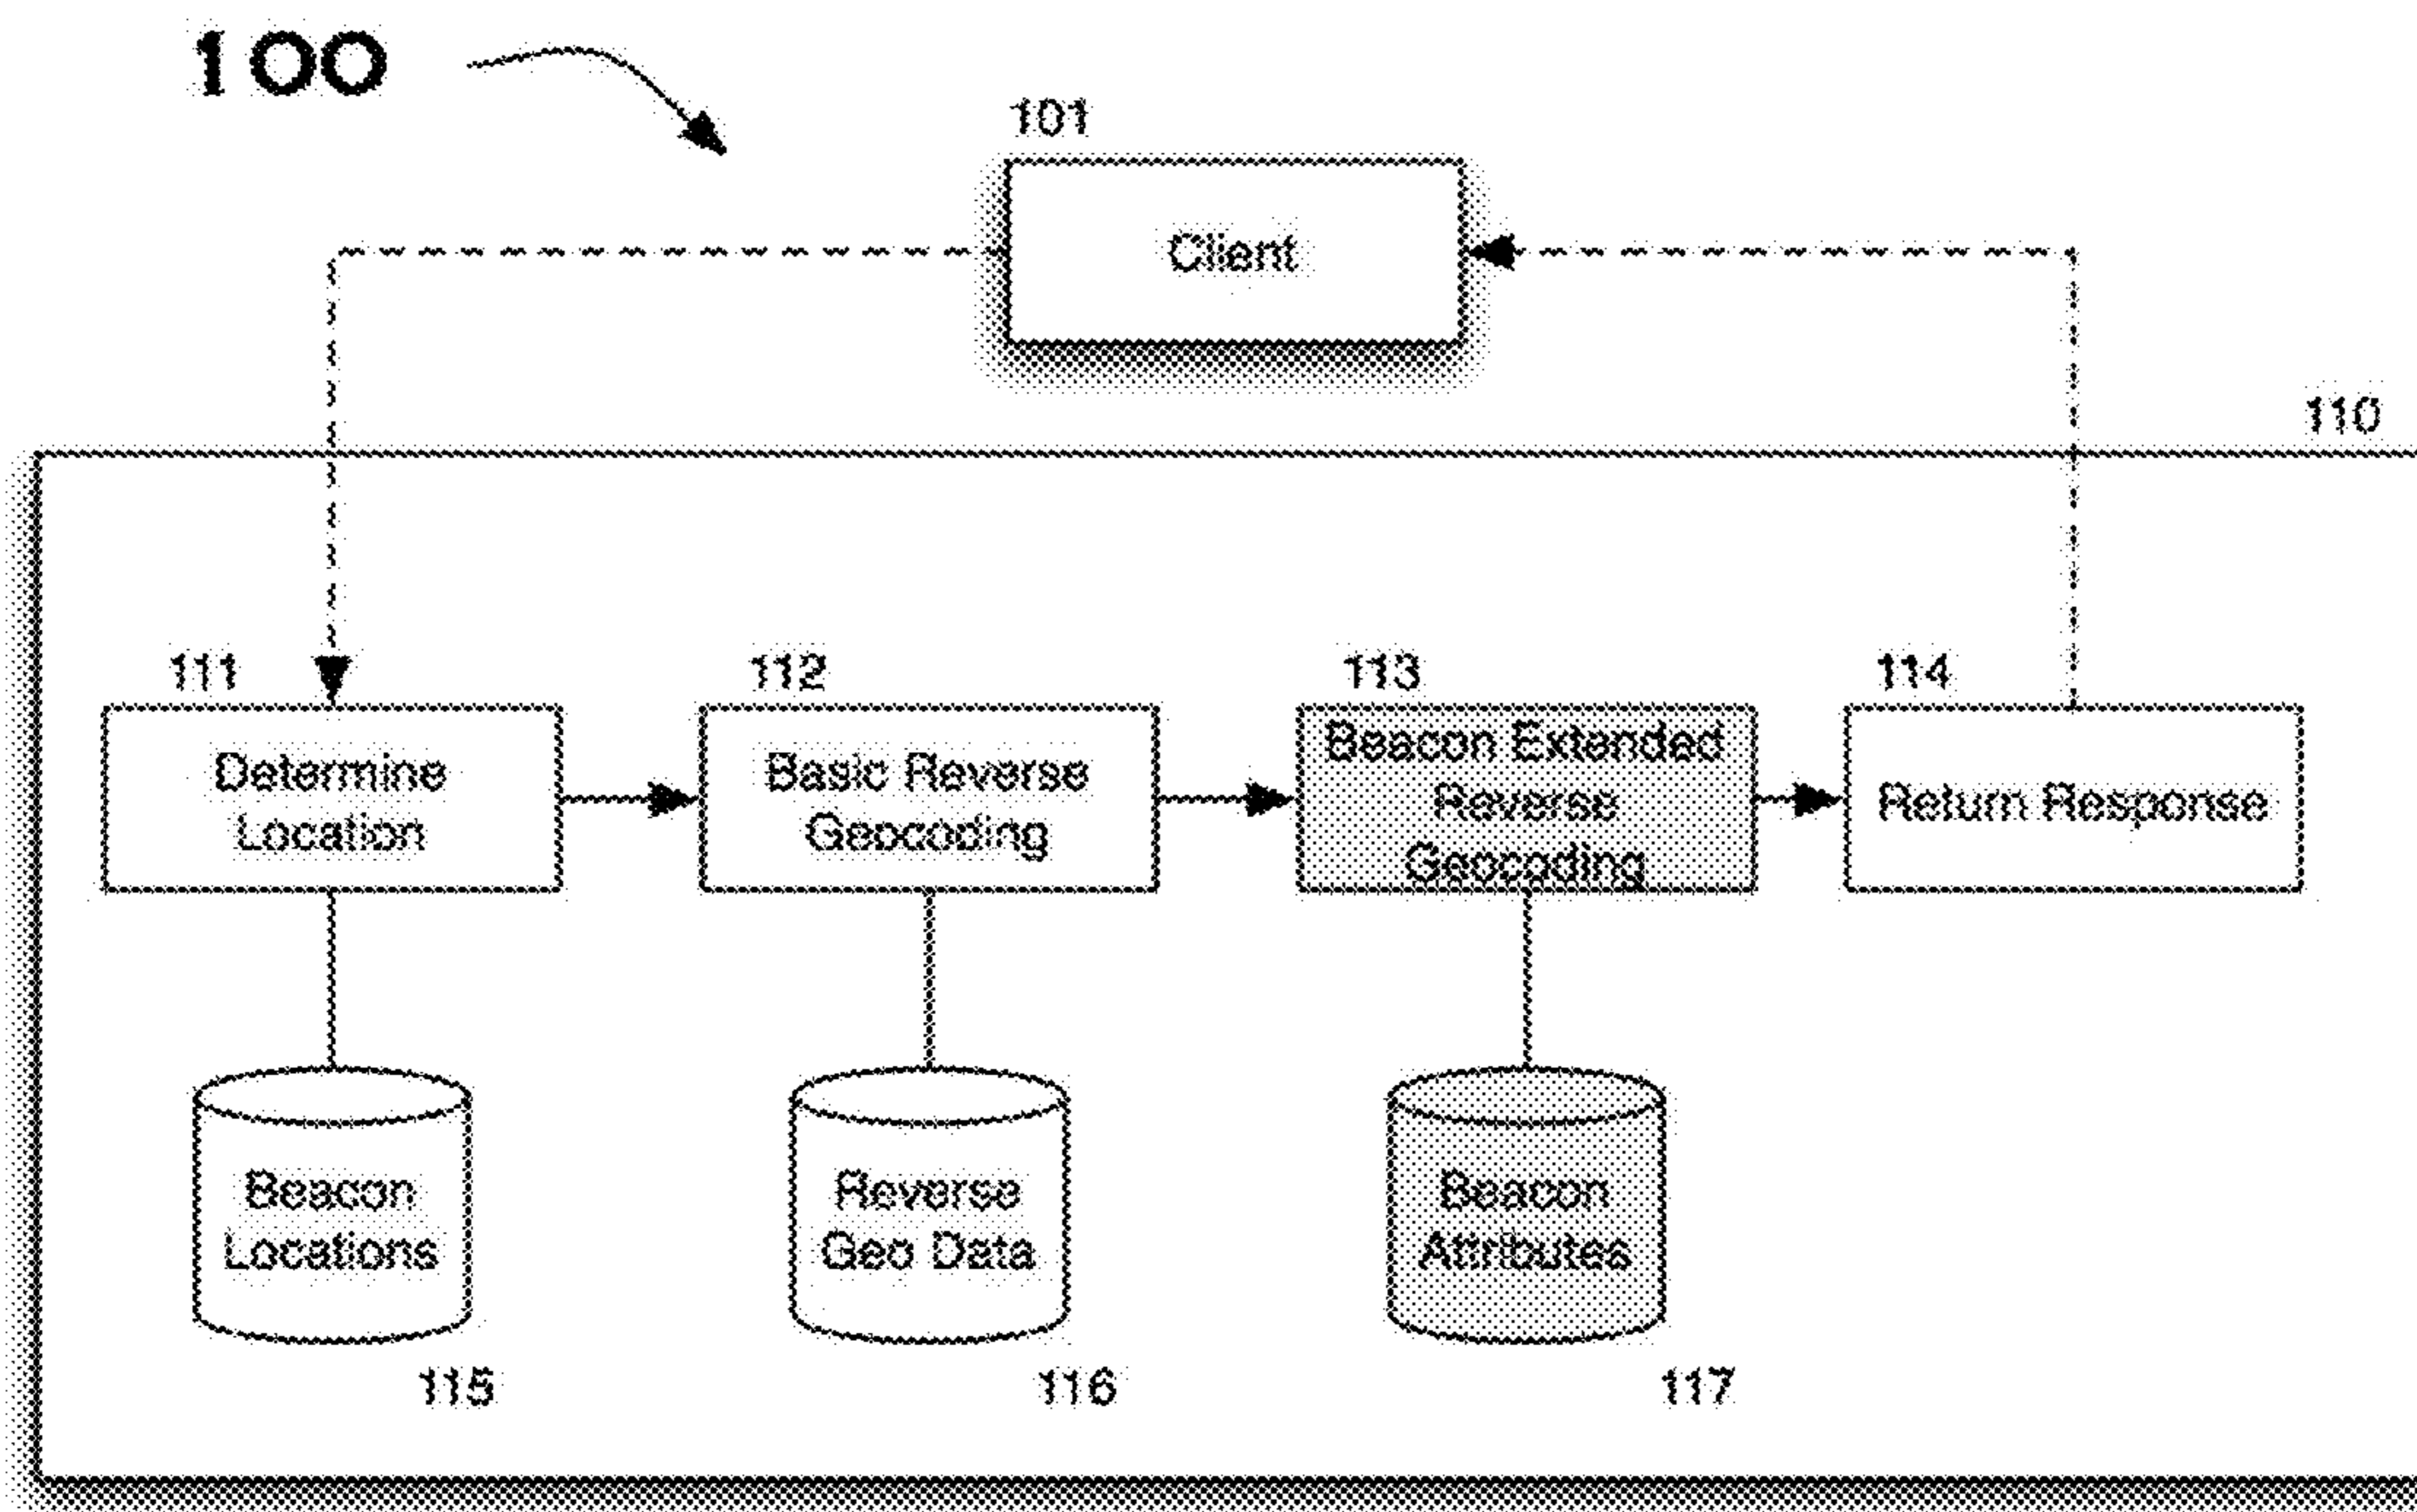 100
101
Client
110
111
112
113
114
Determine
Location
Basic Reverse
Geocoding
Beacon Extended
Reverse
Geocoding
Return Response
Beacon
Locations
Reverse
Geo Data
Beacon
Attributes
115
116
117